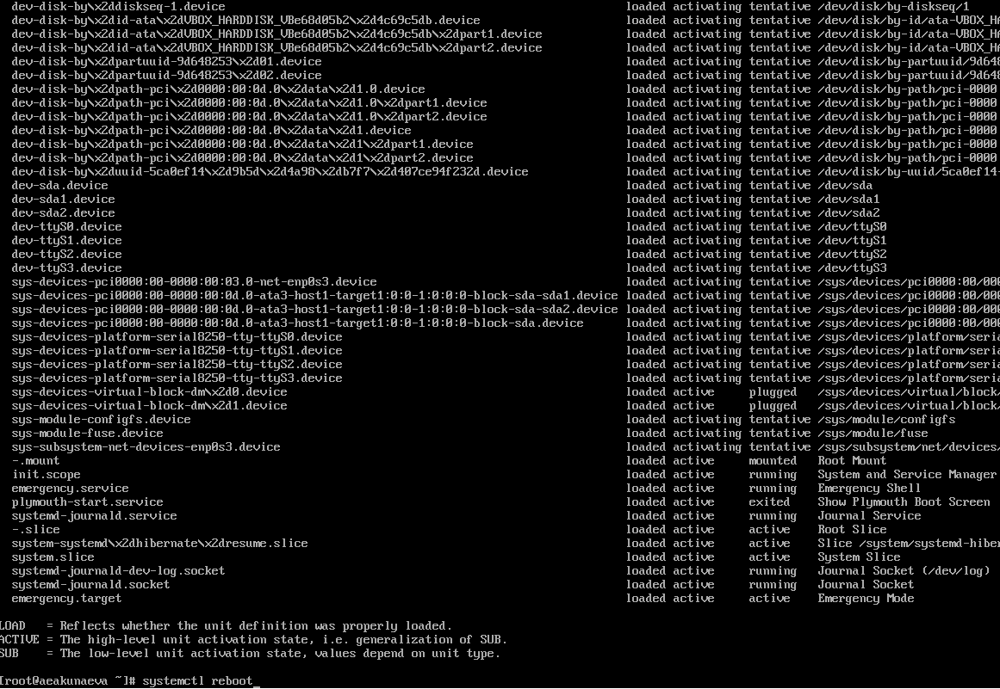 dev-disk-by\x2ddiskseq-1.device loaded activating tentative /dev/disk/by-diskseq/1
dev-disk-by\x2did-ata\x2dVBOX_HARDDISK_VBe68d05b2\x2d4c69c5db.device loaded activating tentative /dev/disk/by-id/ata-VBOX_HA
dev-disk-by\x2did-ata\x2dVBOX_HARDDISK_VBe68d05b2\x2d4c69c5db\x2dpart1.device loaded activating tentative /dev/disk/by-id/ata-VBOX_HA
dev-disk-by\x2did-ata\x2dVBOX_HARDDISK_VBe68d05b2\x2d4c69c5db\x2dpart2.device loaded activating tentative /dev/disk/by-id/ata-VBOX_HA
dev-disk-by\x2dpartuuid-9d648253\x2d01.device loaded activating tentative /dev/disk/by-partuuid/9d648
dev-disk-by\x2dpartuuid-9d648253\x2d02.device loaded activating tentative /dev/disk/by-partuuid/9d648
dev-disk-by\x2dpath-pci\x2d0000:00:0d.0\x2data\x2d1.0.device loaded activating tentative /dev/disk/by-path/pci-0000
dev-disk-by\x2dpath-pci\x2d0000:00:0d.0\x2data\x2d1.0\x2dpart1.device loaded activating tentative /dev/disk/by-path/pci-0000
dev-disk-by\x2dpath-pci\x2d0000:00:0d.0\x2data\x2d1.0\x2dpart2.device loaded activating tentative /dev/disk/by-path/pci-0000
dev-disk-by\x2dpath-pci\x2d0000:00:0d.0\x2data\x2d1.device loaded activating tentative /dev/disk/by-path/pci-0000
dev-disk-by\x2dpath-pci\x2d0000:00:0d.0\x2data\x2d1\x2dpart1.device loaded activating tentative /dev/disk/by-path/pci-0000
dev-disk-by\x2dpath-pci\x2d0000:00:0d.0\x2data\x2d1\x2dpart2.device loaded activating tentative /dev/disk/by-path/pci-0000
dev-disk-by\x2duuid-5ca0ef14\x2d9b5d\x2d4a98\x2db7f7\x2d407ce94f232d.device loaded activating tentative /dev/disk/by-uuid/5ca0ef14-
dev-sda.device loaded activating tentative /dev/sda
dev-sda1.device loaded activating tentative /dev/sda1
dev-sda2.device loaded activating tentative /dev/sda2
dev-ttyS0.device loaded activating tentative /dev/ttyS0
dev-ttyS1.device loaded activating tentative /dev/ttyS1
dev-ttyS2.device loaded activating tentative /dev/ttyS2
dev-ttyS3.device loaded activating tentative /dev/ttyS3
sys-devices-pci0000:00-0000:00:03.0-net-enp0s3.device loaded activating tentative /sys/devices/pci0000:00/000
sys-devices-pci0000:00-0000:00:0d.0-ata3-host1-target1:0:0-1:0:0:0-block-sda-sda1.device loaded activating tentative /sys/devices/pci0000:00/000
sys-devices-pci0000:00-0000:00:0d.0-ata3-host1-target1:0:0-1:0:0:0-block-sda-sda2.device loaded activating tentative /sys/devices/pci0000:00/000
sys-devices-pci0000:00-0000:00:0d.0-ata3-host1-target1:0:0-1:0:0:0-block-sda.device loaded activating tentative /sys/devices/pci0000:00/000
sys-devices-platform-serial8250-tty-ttyS0.device loaded activating tentative /sys/devices/platform/seria
sys-devices-platform-serial8250-tty-ttyS1.device loaded activating tentative /sys/devices/platform/seria
sys-devices-platform-serial8250-tty-ttyS2.device loaded activating tentative /sys/devices/platform/seria
sys-devices-platform-serial8250-tty-ttyS3.device loaded activating tentative /sys/devices/platform/seria
sys-devices-virtual-block-dm\x2d0.device loaded active plugged /sys/devices/virtual/block/
sys-devices-virtual-block-dm\x2d1.device loaded active plugged /sys/devices/virtual/block/
sys-module-configfs.device loaded activating tentative /sys/module/configfs
sys-module-fuse.device loaded activating tentative /sys/module/fuse
sys-subsystem-net-devices-enp0s3.device loaded activating tentative /sys/subsystem/net/devices/
-.mount loaded active mounted Root Mount
init.scope loaded active running System and Service Manager
emergency.service loaded active running Emergency Shell
plymouth-start.service loaded active exited Show Plymouth Boot Screen
systemd-journald.service loaded active running Journal Service
-.slice loaded active active Root Slice
system-systemd\x2dhibernate\x2dresume.slice loaded active active Slice /system/systemd-hiber
system.slice loaded active active System Slice
systemd-journald-dev-log.socket loaded active running Journal Socket (/dev/log)
systemd-journald.socket loaded active running Journal Socket
emergency.target loaded active active Emergency Mode
LOAD = Reflects whether the unit definition was properly loaded.
ACTIVE = The high-level unit activation state, i.e. generalization of SUB.
SUB = The low-level unit activation state, values depend on unit type.
[root@aeakunaeva ~]# systemctl reboot_